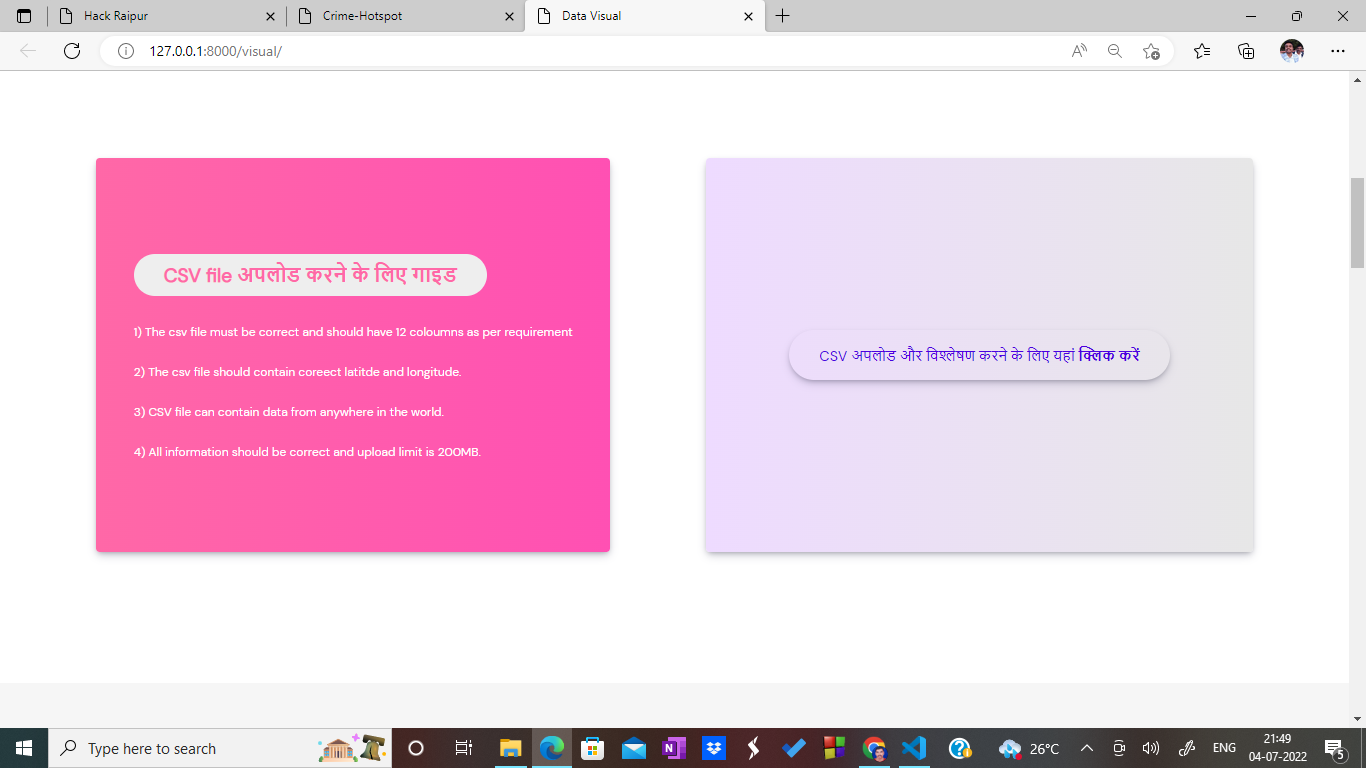 Hack Raipur
Crime-Hotspot
Data Visual
127.0.0.1:8000/visual/
CSV file अपलोड करने के लिए गाइड
1) The csv file must be correct and should have 12 coloumns as per requirement
2) The csv file should contain coreect latitde and longitude.
3) CSV file can contain data from anywhere in the world.
4) All information should be correct and upload limit is 200MB.
CSV अपलोड और विश्लेषण करने के लिए यहां क्लिक करें
Type here to search
26°C
ENG
21:49
04-07-2022
5